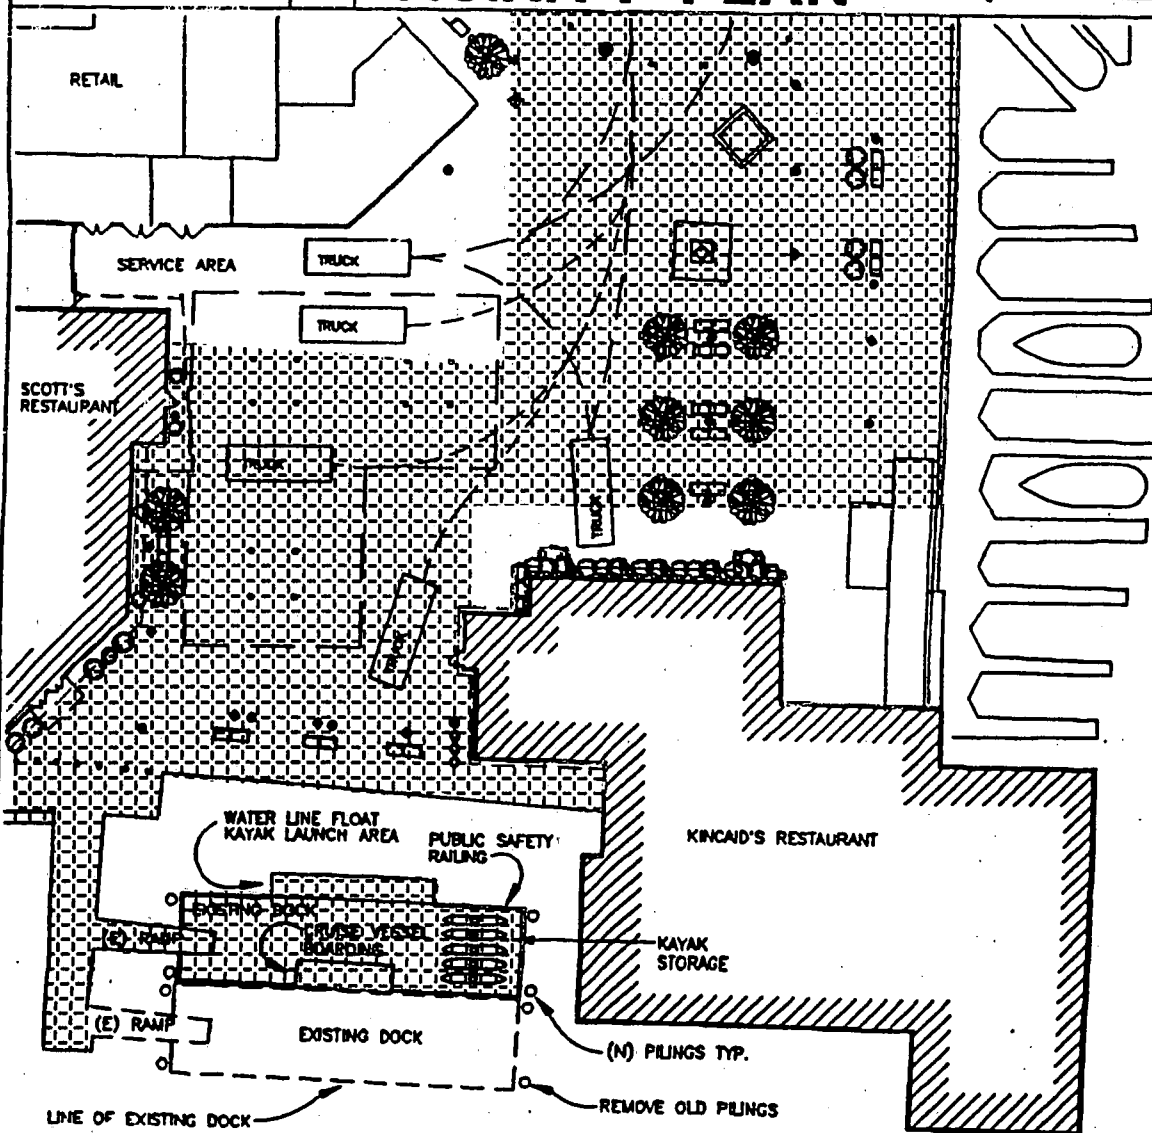 RETAIL
SERVICE AREA
TRUCK
TRUCK
SCOTT'S
RESTAURANT
TRUCK
TRUCK
TRUCK
WATER LINE FLOAT
KAYAK LAUNCH AREA
PUBLIC SAFETY
RAILING
KINCAID'S RESTAURANT
EXISTING DOCK
CRUISE VESSEL
BOARDING
(E) RAMP
KAYAK
STORAGE
(E) RAMP
EXISTING DOCK
(N) PILINGS TYP.
LINE OF EXISTING DOCK
REMOVE OLD PILINGS